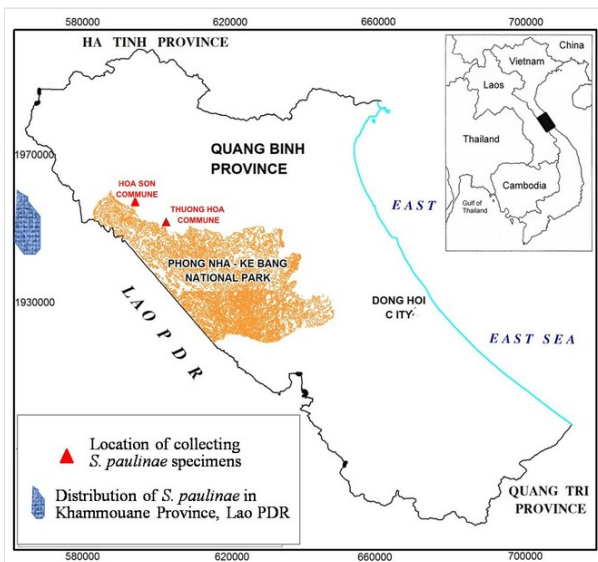 580000 620000 660000 700000
HA TINH PROVINCE
China
Vietnam
Laos
Thailand
Cambodia
Gulf of
Thailand
1970000
QUANG BINH
PROVINCE
HOA SON
COMMUNE
THUONG HOA
COMMUNE
EAST
PHONG NHA - KE BANG
NATIONAL PARK
1930000
LAO PDR
DONG HOI
C ITY
EAST SEA
Location of collecting
S. paulinae specimens
Distribution of S. paulinae in
Khammouane Province, Lao PDR
QUANG TRI
PROVINCE
580000 620000 660000 700000